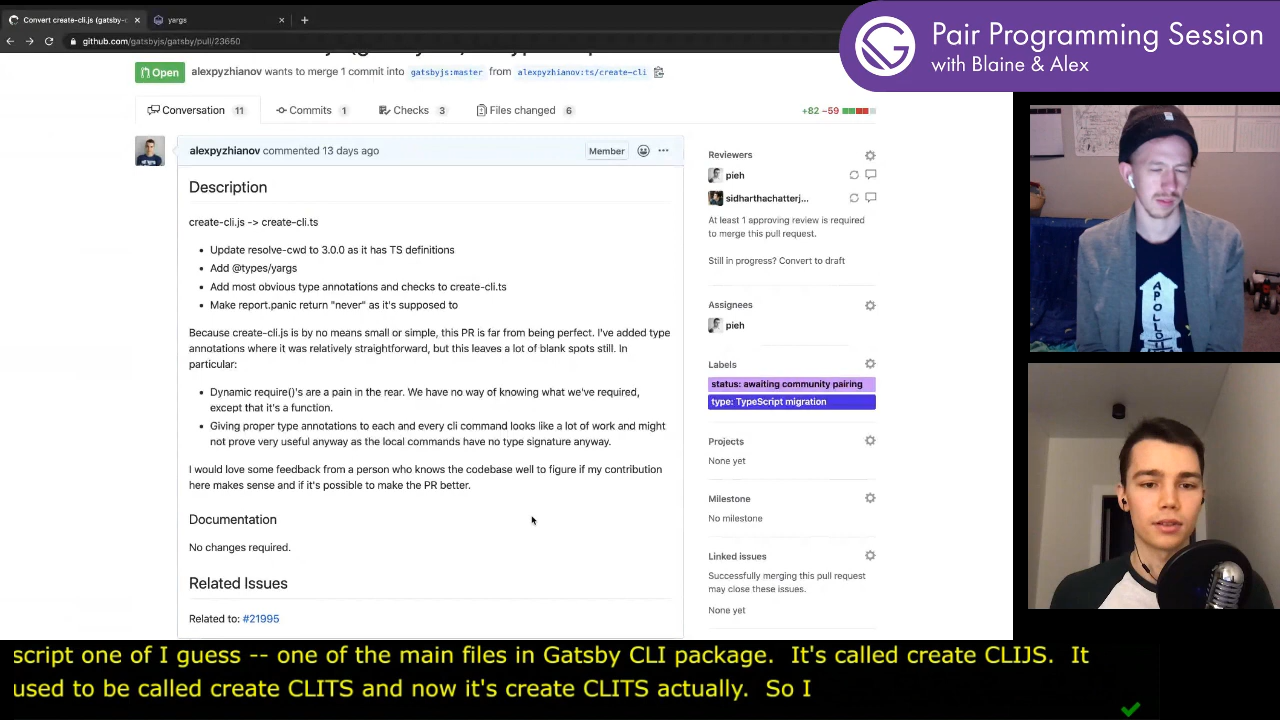 Convert create-cli.js (gatsby-c
yargs
github.com/gatsbyjs/gatsby/pull/23650
Pair Programming Session
with Blaine & Alex
Open
alexpyzhianov wants to merge 1 commit into gatsbyjs:master from alexpyzhianov:ts/create-cli
Conversation 11
Commits 1
Checks 3
Files changed 6
+82 −59
alexpyzhianov commented 13 days ago
Member
Description
create-cli.js -> create-cli.ts
• Update resolve-cwd to 3.0.0 as it has TS definitions
• Add @types/yargs
• Add most obvious type annotations and checks to create-cli.ts
• Make report.panic return "never" as it's supposed to
Because create-cli.js is by no means small or simple, this PR is far from being perfect. I've added type
annotations where it was relatively straightforward, but this leaves a lot of blank spots still. In
particular:
• Dynamic require()'s are a pain in the rear. We have no way of knowing what we've required,
except that it's a function.
• Giving proper type annotations to each and every cli command looks like a lot of work and might
not prove very useful anyway as the local commands have no type signature anyway.
I would love some feedback from a person who knows the codebase well to figure if my contribution
here makes sense and if it's possible to make the PR better.
Documentation
No changes required.
Related Issues
Related to: #21995
Reviewers
pieh
sidharthachatterj...
At least 1 approving review is required
to merge this pull request.
Still in progress? Convert to draft
Assignees
pieh
Labels
status: awaiting community pairing
type: TypeScript migration
Projects
None yet
Milestone
No milestone
Linked issues
Successfully merging this pull request
may close these issues.
None yet
APOLLO
script one of I guess -- one of the main files in Gatsby CLI package. It's called create CLIJS. It
used to be called create CLITS and now it's create CLITS actually. So I